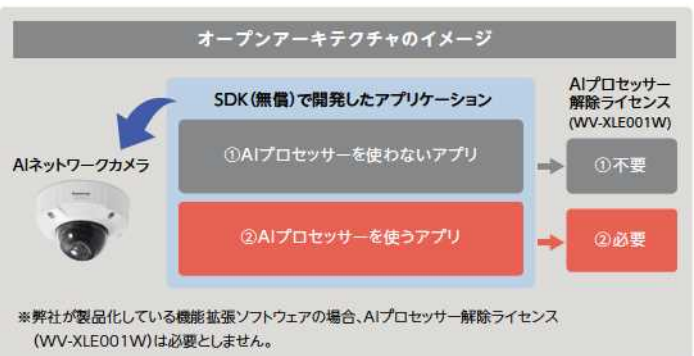 オープンアーキテクチャのイメージ
SDK(無償)で開発したアプリケーション
AIプロセッサー
解除ライセンス
(WV-XLE001W)
AIネットワークカメラ
①AIプロセッサーを使わないアプリ
①不要
②AIプロセッサーを使うアプリ
②必要
※弊社が製品化している機能拡張ソフトウェアの場合、AIプロセッサー解除ライセンス
(WV-XLE001W)は必要としません。